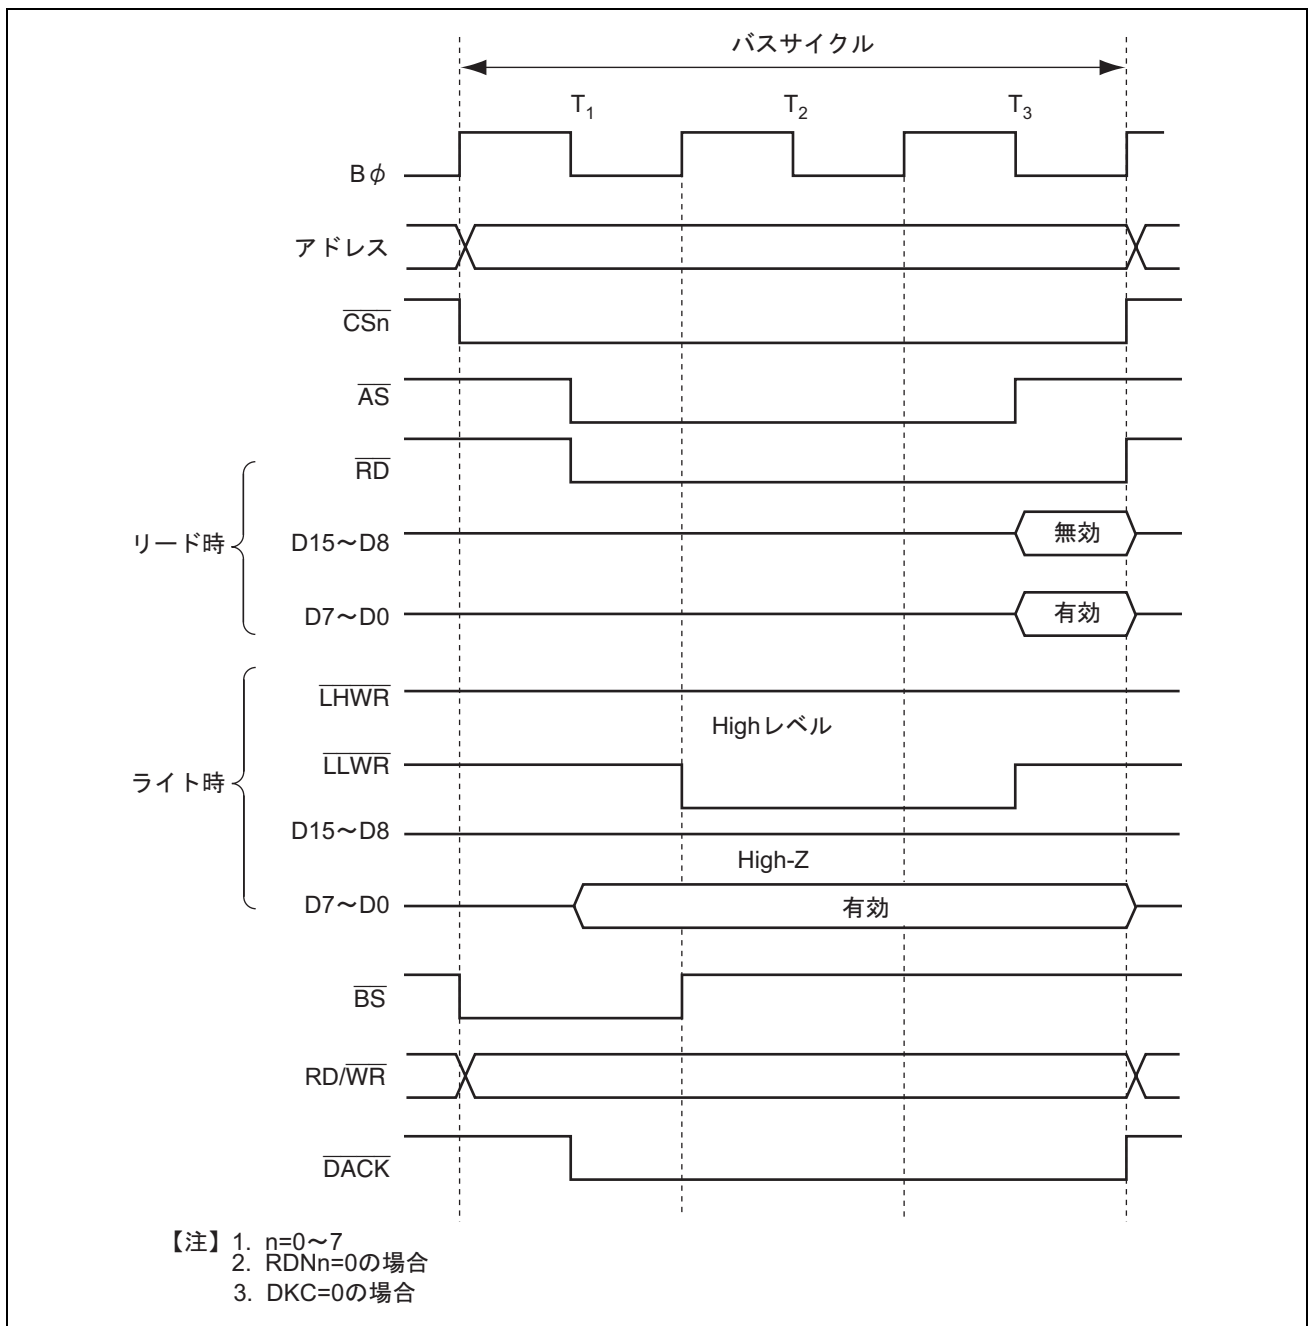 バスサイクル
T1 T2 T3
Bφ
アドレス
CSn
AS
RD
リード時
D15〜D8 無効
D7〜D0 有効
LHWR
Highレベル
ライト時
LLWR
D15〜D8
High-Z
D7〜D0 有効
BS
RD/WR
DACK
【注】1. n=0〜7
2. RDNn=0の場合
3. DKC=0の場合